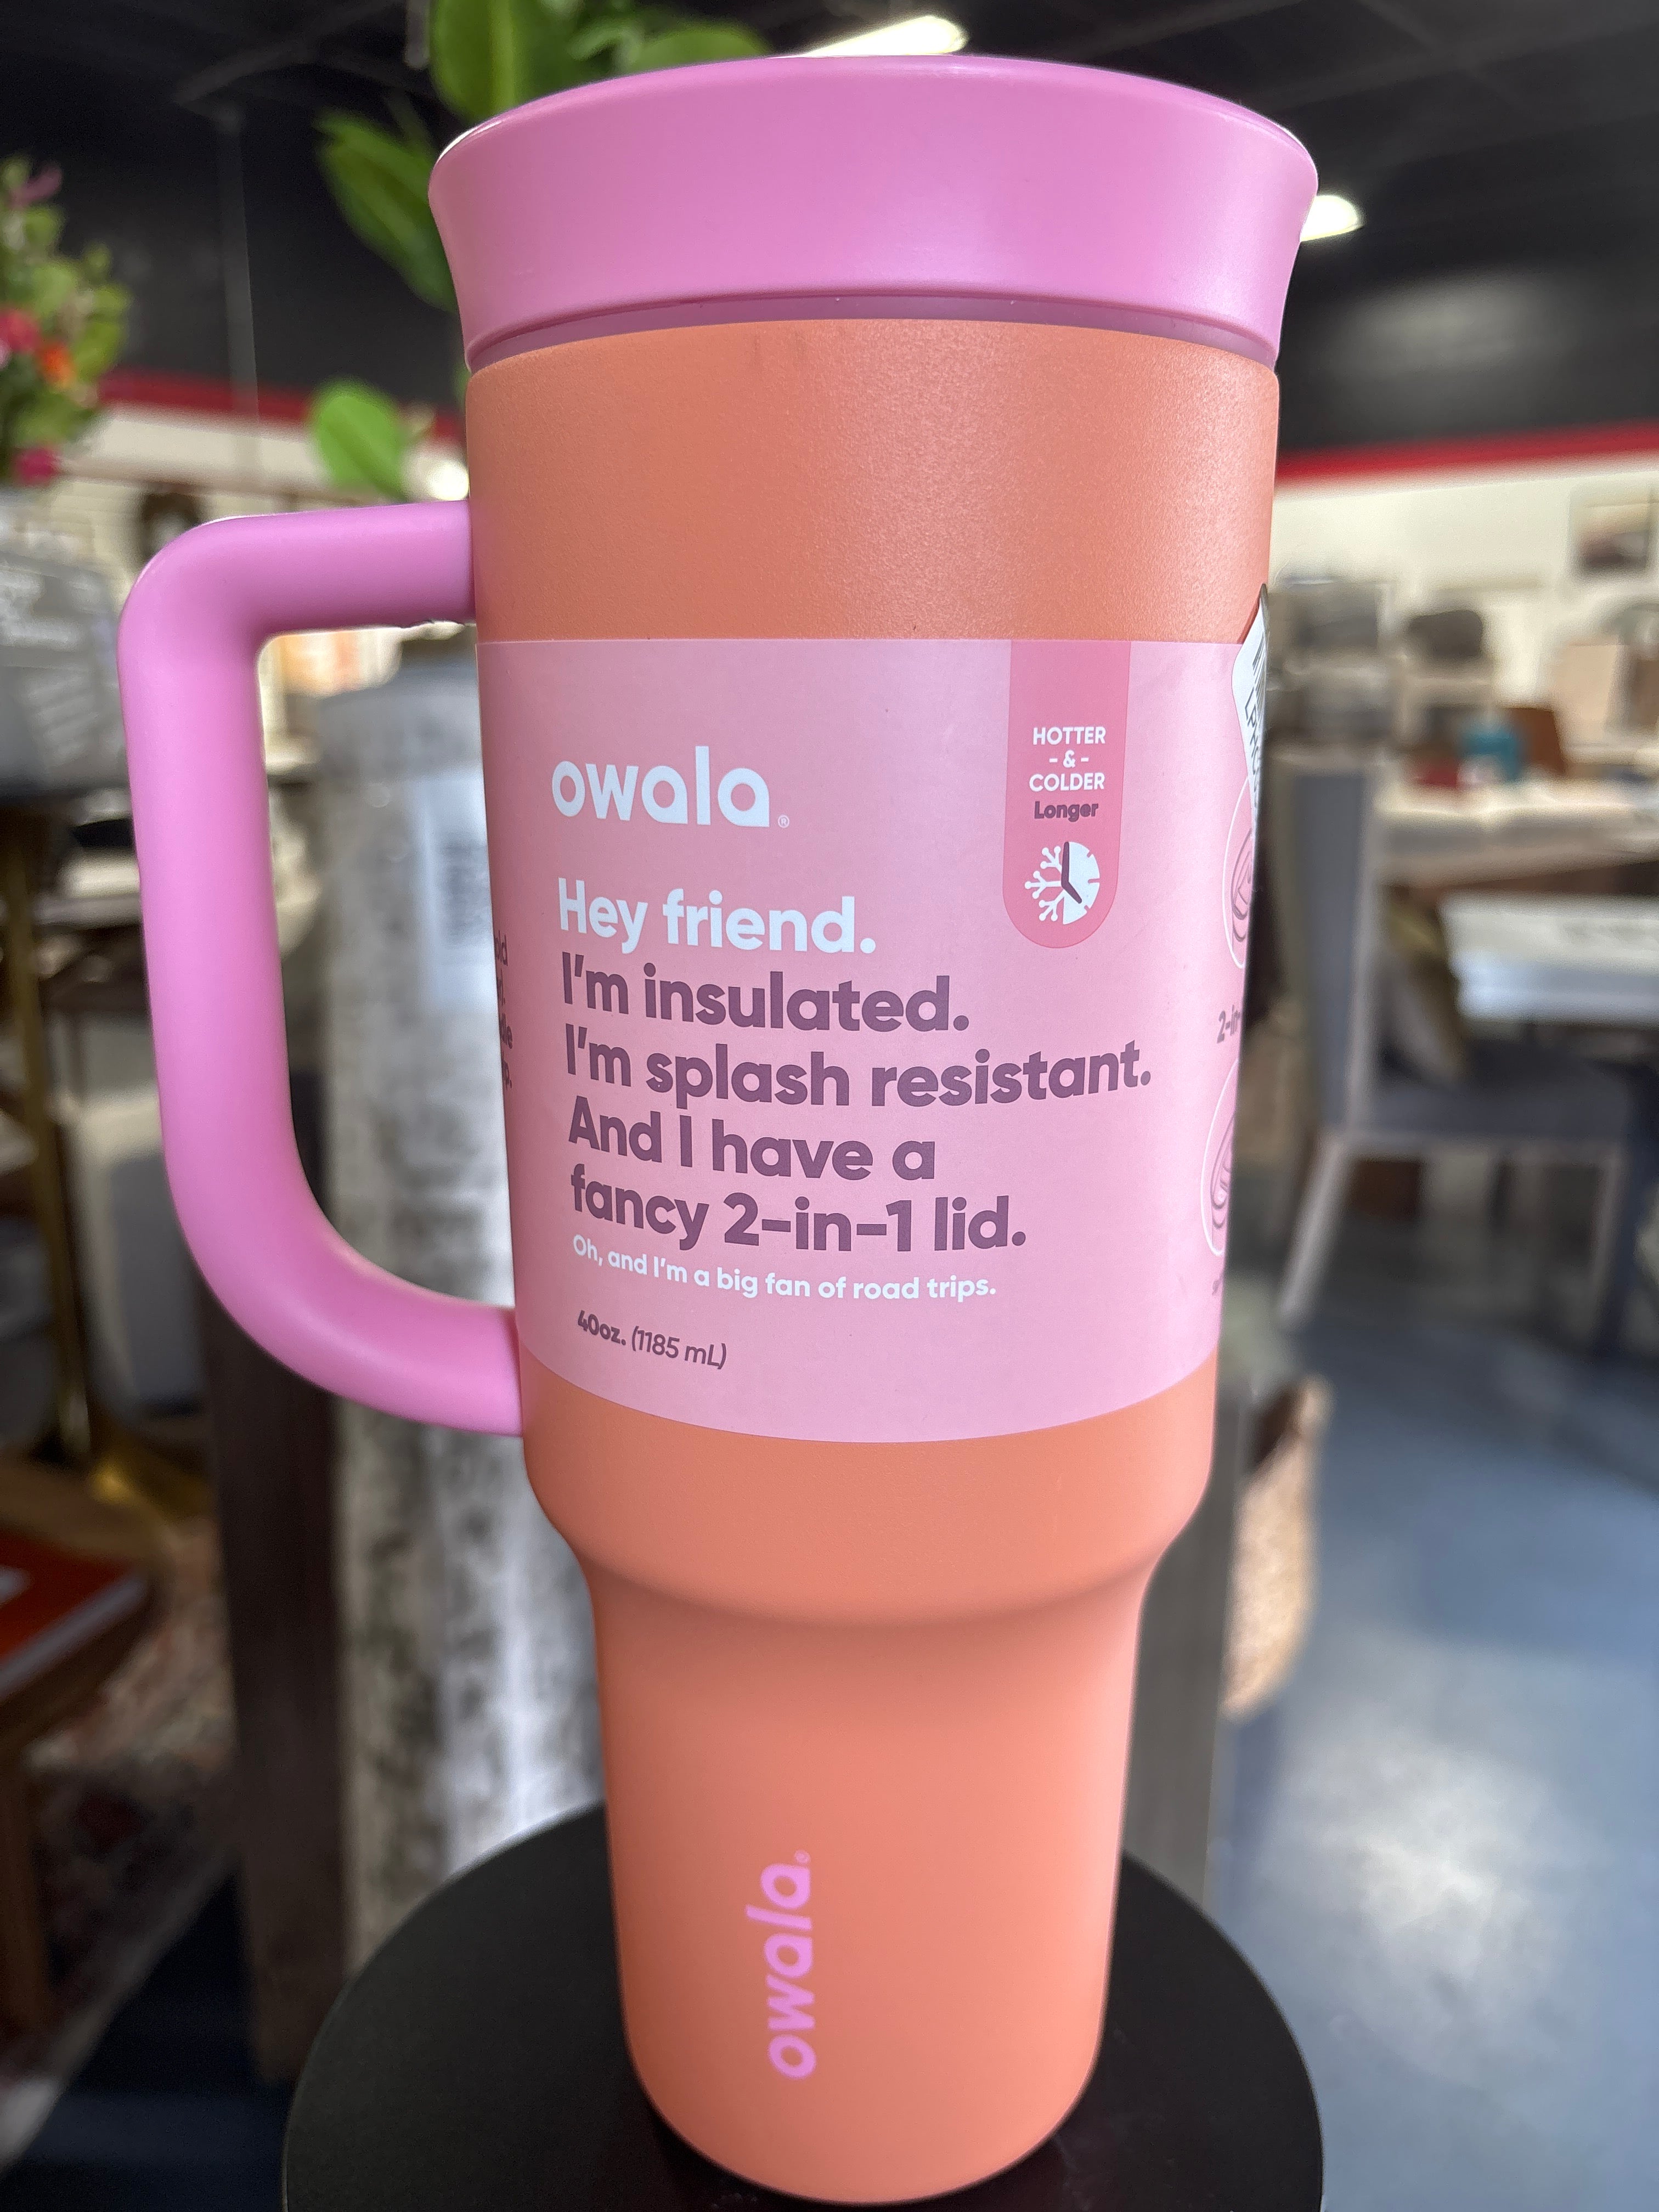 owala®
HOTTER
- & -
COLDER
Longer
Hey friend.
I'm insulated.
I'm splash resistant.
And I have a
fancy 2-in-1 lid.
Oh, and I'm a big fan of road trips.
40oz. (1185 mL)
owala®